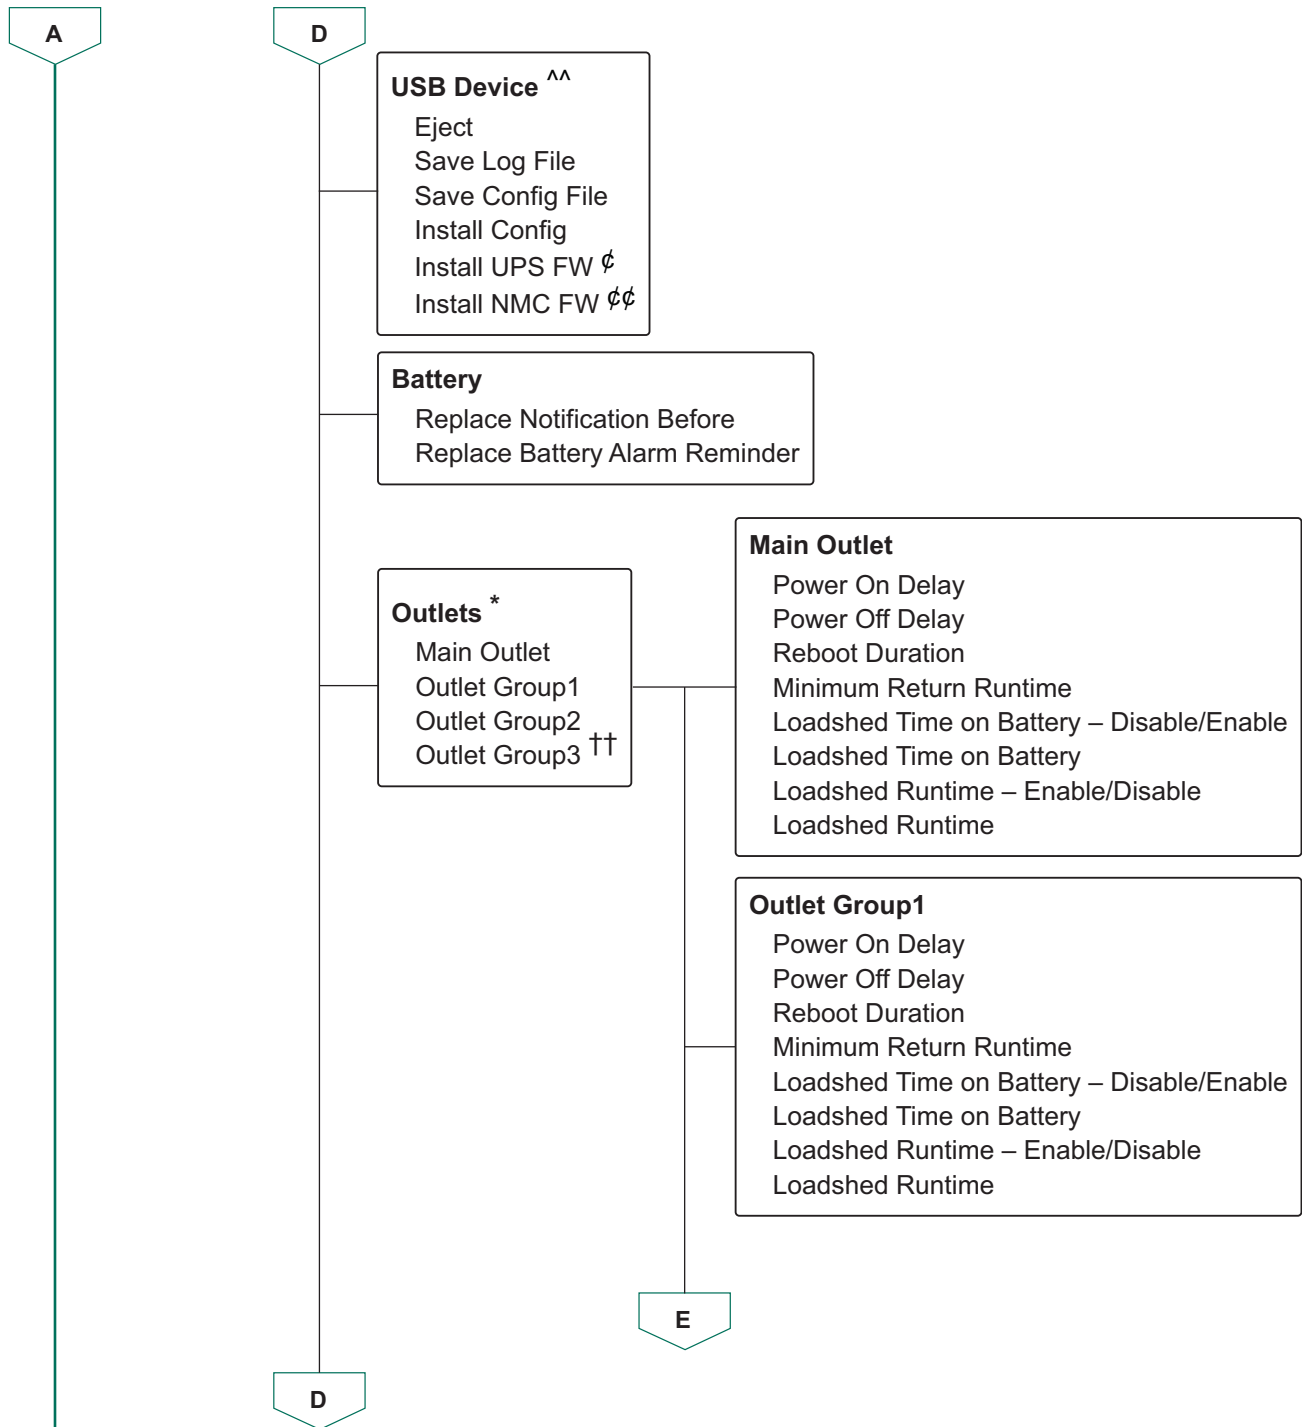 A
D
USB Device ^^
Eject
Save Log File
Save Config File
Install Config
Install UPS FW ¢
Install NMC FW ¢¢
Battery
Replace Notification Before
Replace Battery Alarm Reminder
Outlets *
Main Outlet
Outlet Group1
Outlet Group2
Outlet Group3 ††
Main Outlet
Power On Delay
Power Off Delay
Reboot Duration
Minimum Return Runtime
Loadshed Time on Battery – Disable/Enable
Loadshed Time on Battery
Loadshed Runtime – Enable/Disable
Loadshed Runtime
Outlet Group1
Power On Delay
Power Off Delay
Reboot Duration
Minimum Return Runtime
Loadshed Time on Battery – Disable/Enable
Loadshed Time on Battery
Loadshed Runtime – Enable/Disable
Loadshed Runtime
E
D